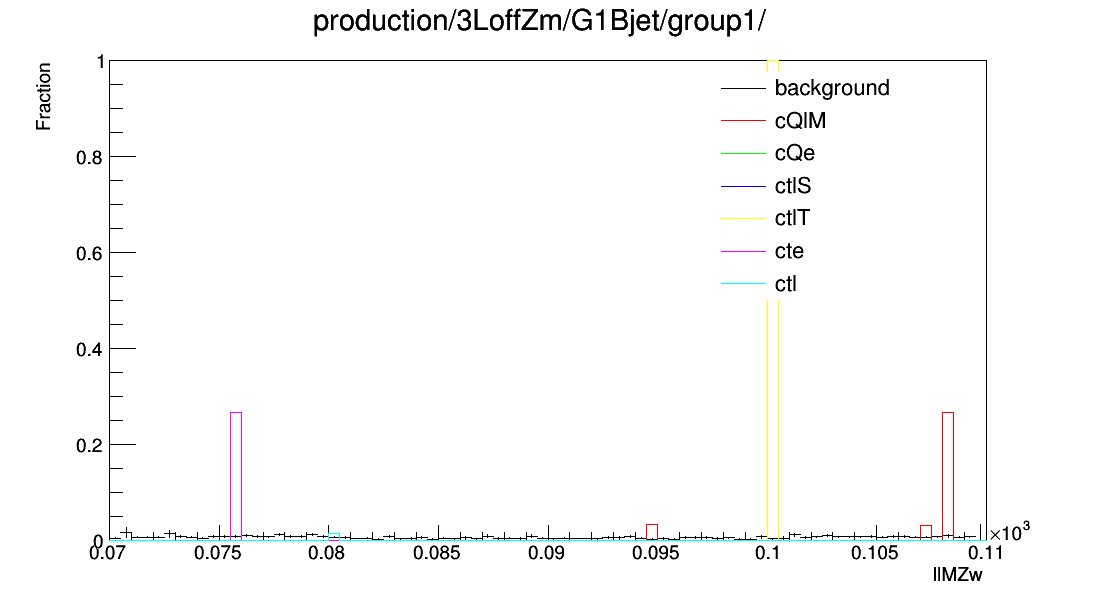 production/3LoffZm/G1Bjet/group1/
Fraction
1
0.8
0.6
0.4
0.2
0
background
cQlM
cQe
ctlS
ctlT
cte
ctl
0.07 0.075 0.08 0.085 0.09 0.095 0.1 0.105 0.11
×10³
llMZw